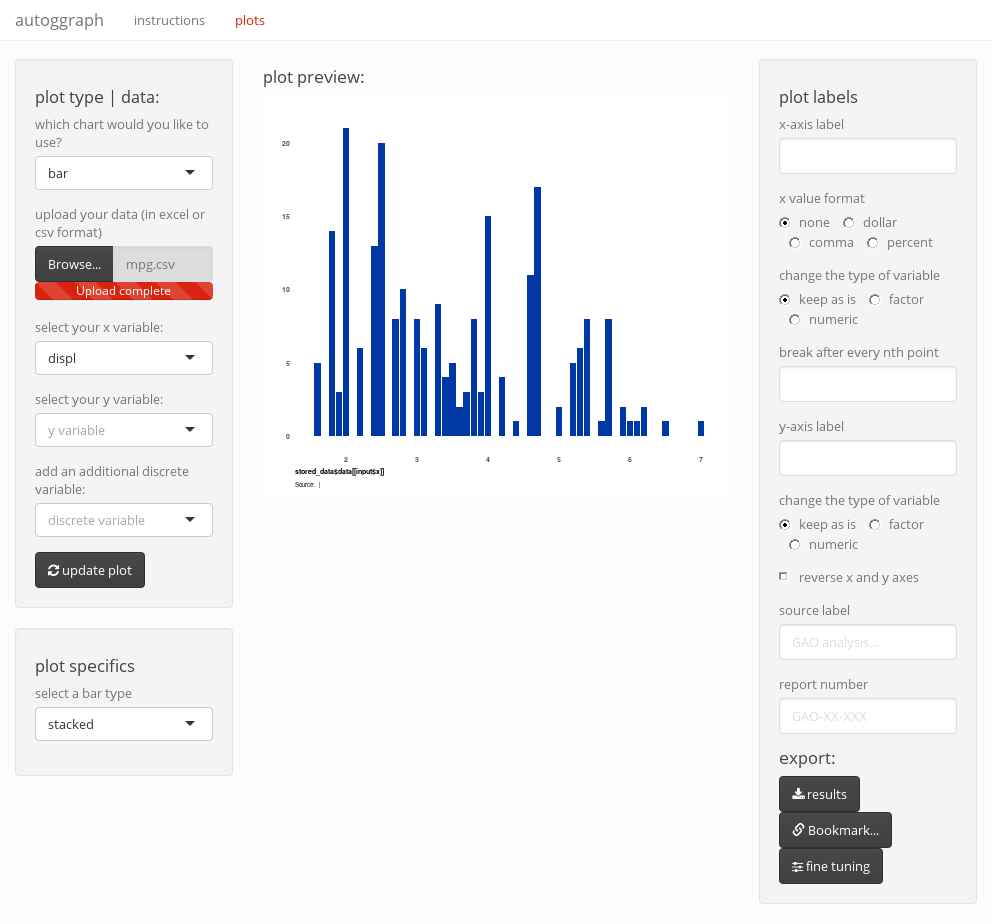 autoggraph instructions plots
plot type | data:
which chart would you like to
use?
bar
upload your data (in excel or
csv format)
Browse... mpg.csv
Upload complete
select your x variable:
displ
select your y variable:
y variable
add an additional discrete
variable:
discrete variable
update plot
plot specifics
select a bar type
stacked
plot preview:
20
15
10
5
0
2 3 4 5 6 7
stored_data$data[[input$x]]
Source: |
plot labels
x-axis label
x value format
none dollar
comma percent
change the type of variable
keep as is factor
numeric
break after every nth point
y-axis label
change the type of variable
keep as is factor
numeric
reverse x and y axes
source label
GAO analysis...
report number
GAO-XX-XXX
export:
results
Bookmark...
fine tuning